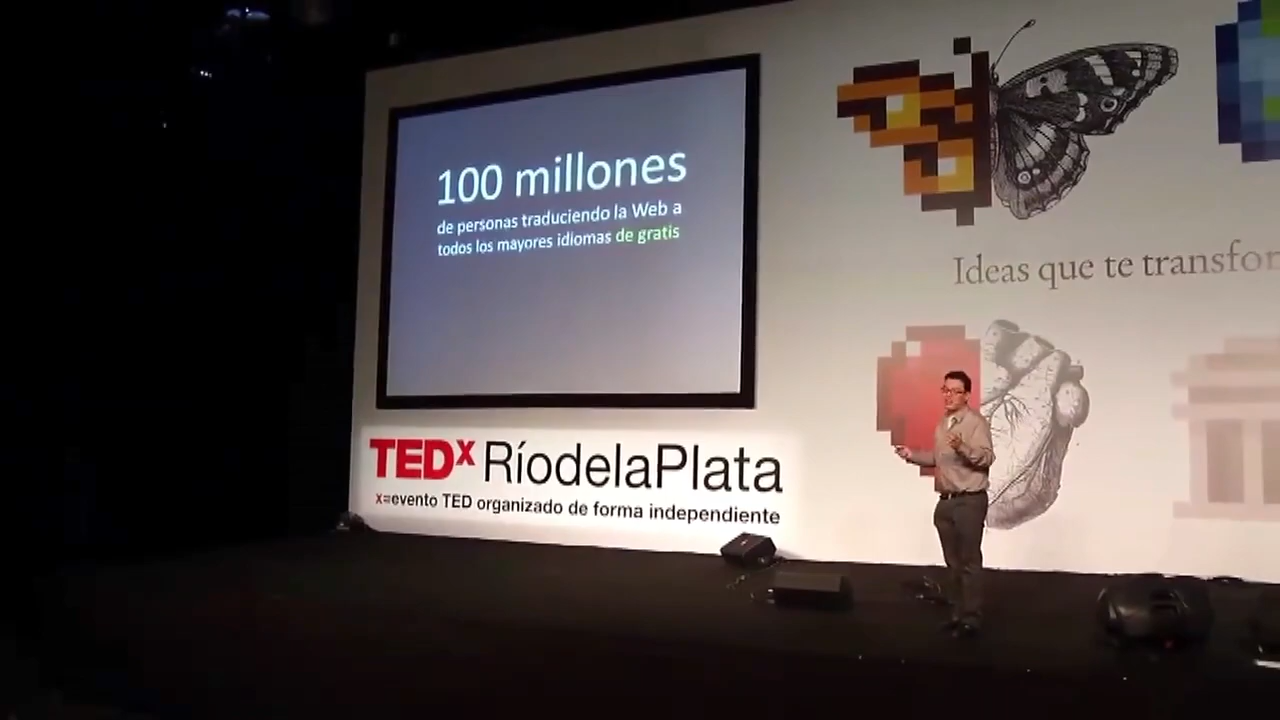 100 millones
de personas traduciendo la Web a
todos los mayores idiomas de gratis
Ideas que te transfor
TEDx RíodelaPlata
x=evento TED organizado de forma independiente